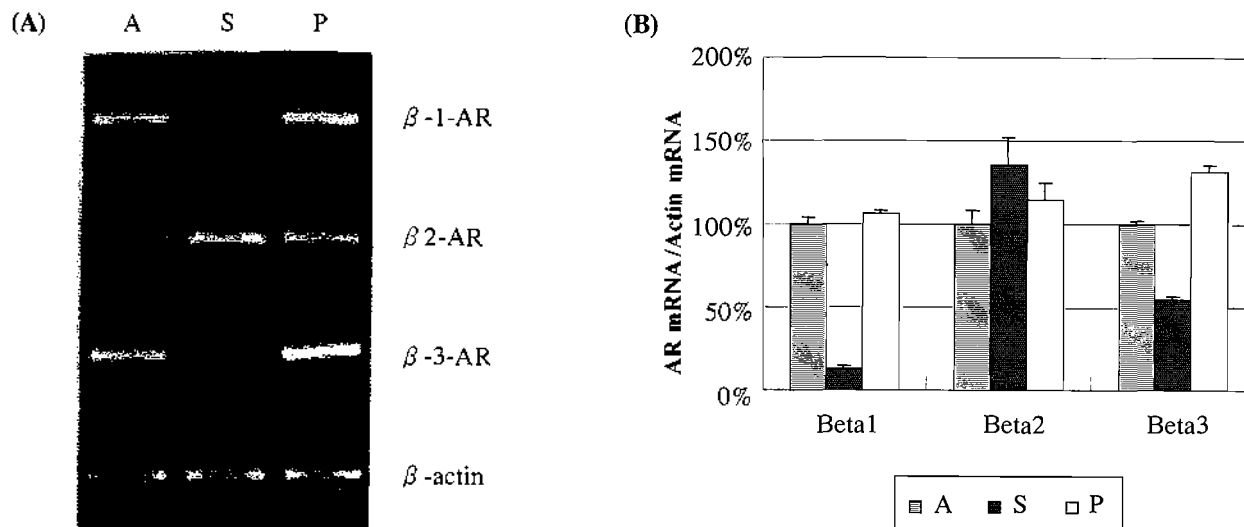 (A)
A S P
β-1-AR
β2-AR
β-3-AR
β-actin
(B)
AR mRNA/Actin mRNA
200%
150%
100%
50%
0%
Beta1 Beta2 Beta3
A S P